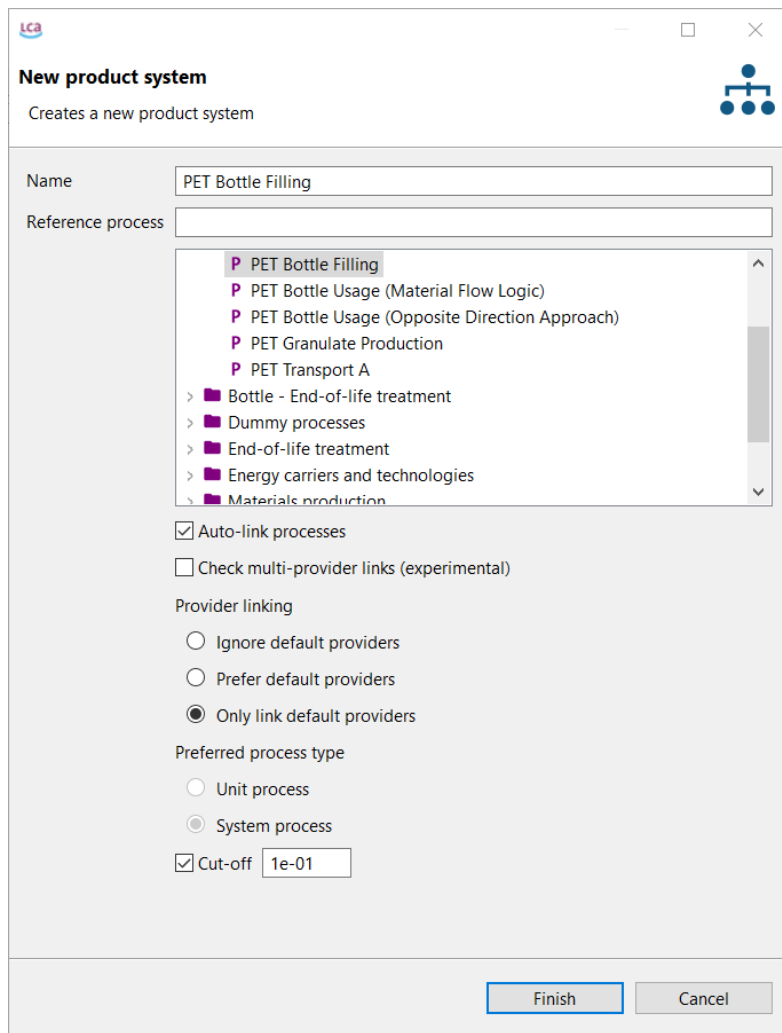 LCA
New product system
Creates a new product system
Name PET Bottle Filling
Reference process
P PET Bottle Filling
P PET Bottle Usage (Material Flow Logic)
P PET Bottle Usage (Opposite Direction Approach)
P PET Granulate Production
P PET Transport A
Bottle - End-of-life treatment
Dummy processes
End-of-life treatment
Energy carriers and technologies
Materials production
Auto-link processes
Check multi-provider links (experimental)
Provider linking
Ignore default providers
Prefer default providers
Only link default providers
Preferred process type
Unit process
System process
Cut-off 1e-01
Finish Cancel